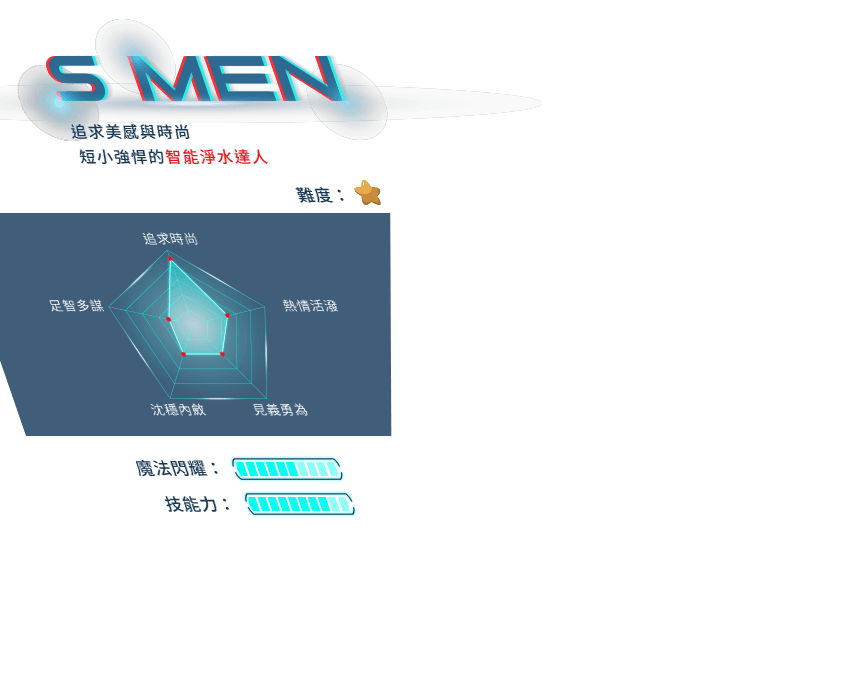 S MEN
追求美感與時尚
短小強悍的智能淨水達人
難度：
追求時尚
足智多謀
熱情活潑
沈穩內斂
見義勇為
魔法閃耀：
技能力：